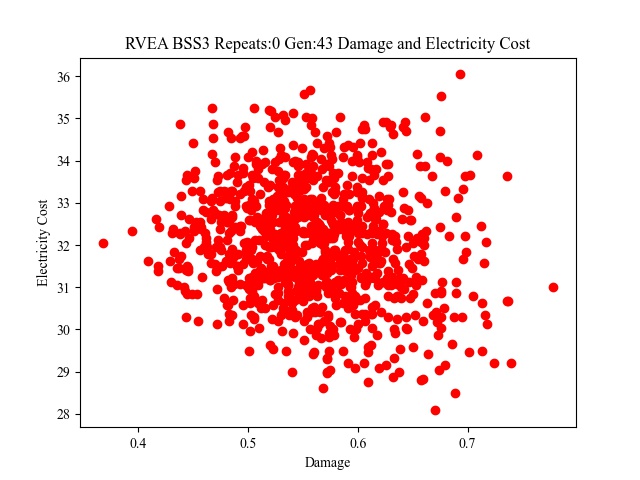 RVEA BSS3 Repeats:0 Gen:43 Damage and Electricity Cost
36
35
34
33
32
31
30
29
28
Electricity Cost
0.4 0.5 0.6 0.7
Damage